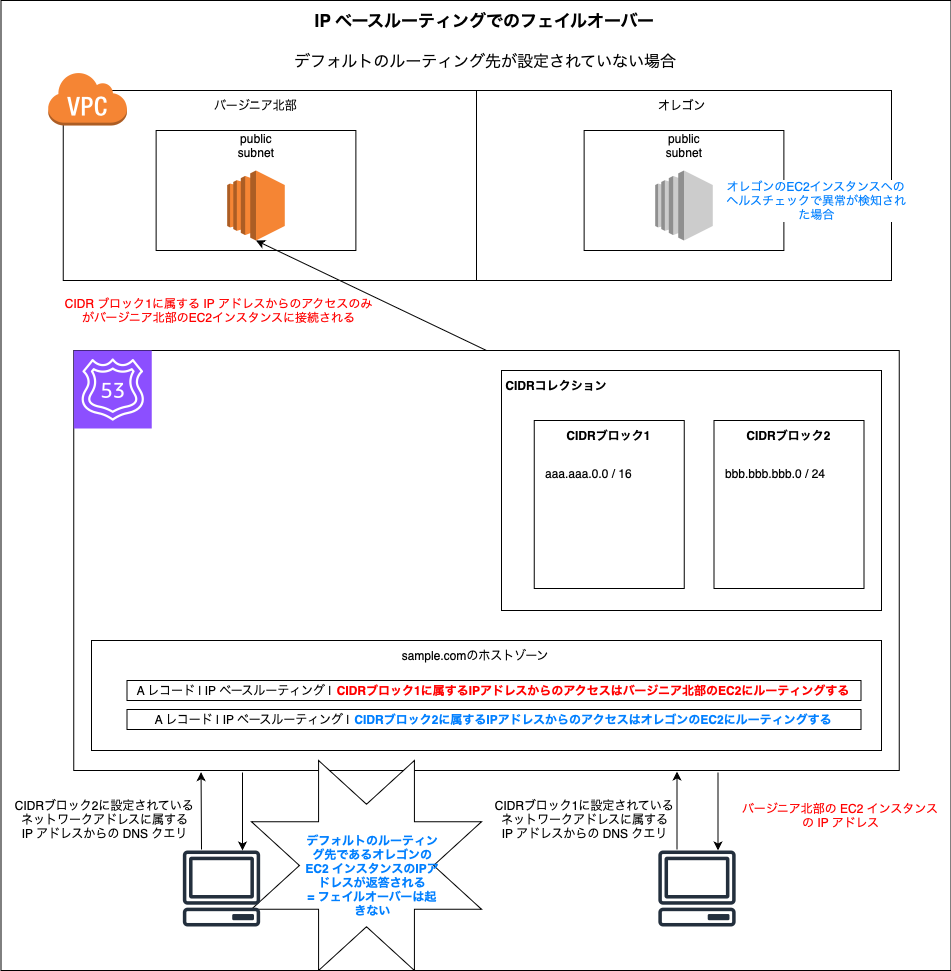 IP ベースルーティングでのフェイルオーバー
デフォルトのルーティング先が設定されていない場合
VPC
バージニア北部
オレゴン
public
subnet
public
subnet
オレゴンのEC2インスタンスへの
ヘルスチェックで異常が検知され
た場合
CIDR ブロック1に属する IP アドレスからのアクセスのみ
がバージニア北部のEC2インスタンスに接続される
53
CIDRコレクション
CIDRブロック1
aaa.aaa.0.0 / 16
CIDRブロック2
bbb.bbb.bbb.0 / 24
sample.comのホストゾーン
A レコード | IP ベースルーティング | CIDRブロック1に属するIPアドレスからのアクセスはバージニア北部のEC2にルーティングする
A レコード | IP ベースルーティング | CIDRブロック2に属するIPアドレスからのアクセスはオレゴンのEC2にルーティングする
CIDRブロック2に設定されている
ネットワークアドレスに属する
IP アドレスからの DNS クエリ
デフォルトのルーティン
グ先であるオレゴンの
EC2 インスタンスのIPア
ドレスが返答される
= フェイルオーバーは起
きない
CIDRブロック1に設定されている
ネットワークアドレスに属する
IP アドレスからの DNS クエリ
バージニア北部の EC2 インスタンス
の IP アドレス